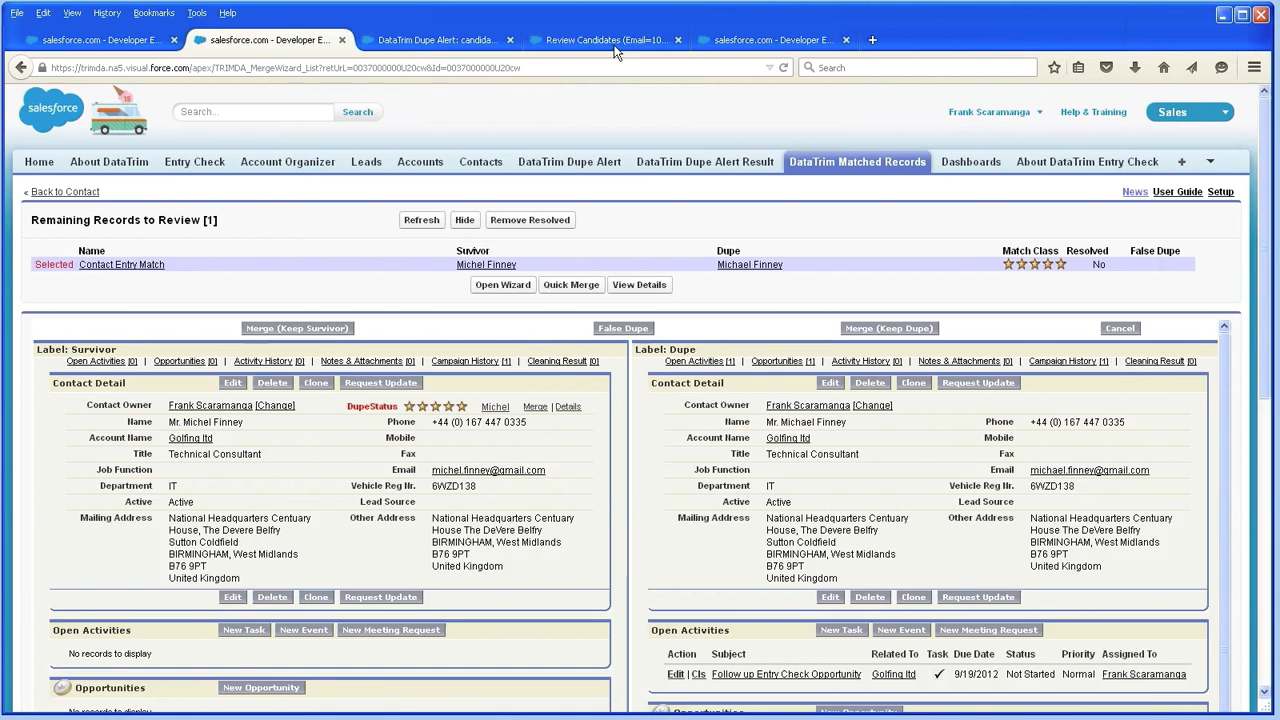 File Edit View History Bookmarks Tools Help
salesforce.com - Developer E... salesforce.com - Developer E... DataTrim Dupe Alert: candida... Review Candidates (Email=10... salesforce.com - Developer E...
https://trimda.na5.visual.force.com/apex/TRIMDA_MergeWizard_List?retUrl=0037000000U20cw&Id=0037000000U20cw Search
salesforce 15 Search... Search Frank Scaramanga Help & Training Sales
Home About DataTrim Entry Check Account Organizer Leads Accounts Contacts DataTrim Dupe Alert DataTrim Dupe Alert Result DataTrim Matched Records Dashboards About DataTrim Entry Check +
« Back to Contact News User Guide Setup
Remaining Records to Review [1] Refresh Hide Remove Resolved
Name Suvivor Dupe Match Class Resolved False Dupe
Selected Contact Entry Match Michel Finney Michael Finney No
Open Wizard Quick Merge View Details
Merge (Keep Survivor) False Dupe Merge (Keep Dupe) Cancel
Label: Survivor Label: Dupe
Open Activities [0] | Opportunities [0] | Activity History [0] | Notes & Attachments [0] | Campaign History [1] | Cleaning Result [0] Open Activities [1] | Opportunities [1] | Activity History [0] | Notes & Attachments [0] | Campaign History [1] | Cleaning Result [0]
Contact Detail Edit Delete Clone Request Update Contact Detail Edit Delete Clone Request Update
Contact Owner Frank Scaramanga [Change] DupeStatus Michel Merge | Details Contact Owner Frank Scaramanga [Change]
Name Mr. Michel Finney Phone +44 (0) 167 447 0335 Name Mr. Michael Finney Phone +44 (0) 167 447 0335
Account Name Golfing ltd Mobile Account Name Golfing ltd Mobile
Title Technical Consultant Fax Title Technical Consultant Fax
Job Function Email michel.finney@gmail.com Job Function Email michael.finney@gmail.com
Department IT Vehicle Reg Nr. 6WZD138 Department IT Vehicle Reg Nr. 6WZD138
Active Active Lead Source Active Active Lead Source
Mailing Address National Headquarters Centuary Other Address National Headquarters Centuary Mailing Address National Headquarters Centuary Other Address National Headquarters Centuary
House, The Devere Belfry House The DeVere Belfry House, The Devere Belfry House The DeVere Belfry
Sutton Coldfield BIRMINGHAM, West Midlands Sutton Coldfield BIRMINGHAM, West Midlands
BIRMINGHAM, West Midlands B76 9PT BIRMINGHAM, West Midlands B76 9PT
B76 9PT United Kingdom B76 9PT United Kingdom
United Kingdom United Kingdom
Edit Delete Clone Request Update Edit Delete Clone Request Update
Open Activities New Task New Event New Meeting Request Open Activities New Task New Event New Meeting Request
No records to display Action Subject Related To Task Due Date Status Priority Assigned To
Edit | Cls Follow up Entry Check Opportunity Golfing ltd ✓ 9/19/2012 Not Started Normal Frank Scaramanga
Opportunities New Opportunity Opportunities New Opportunity
No records to display